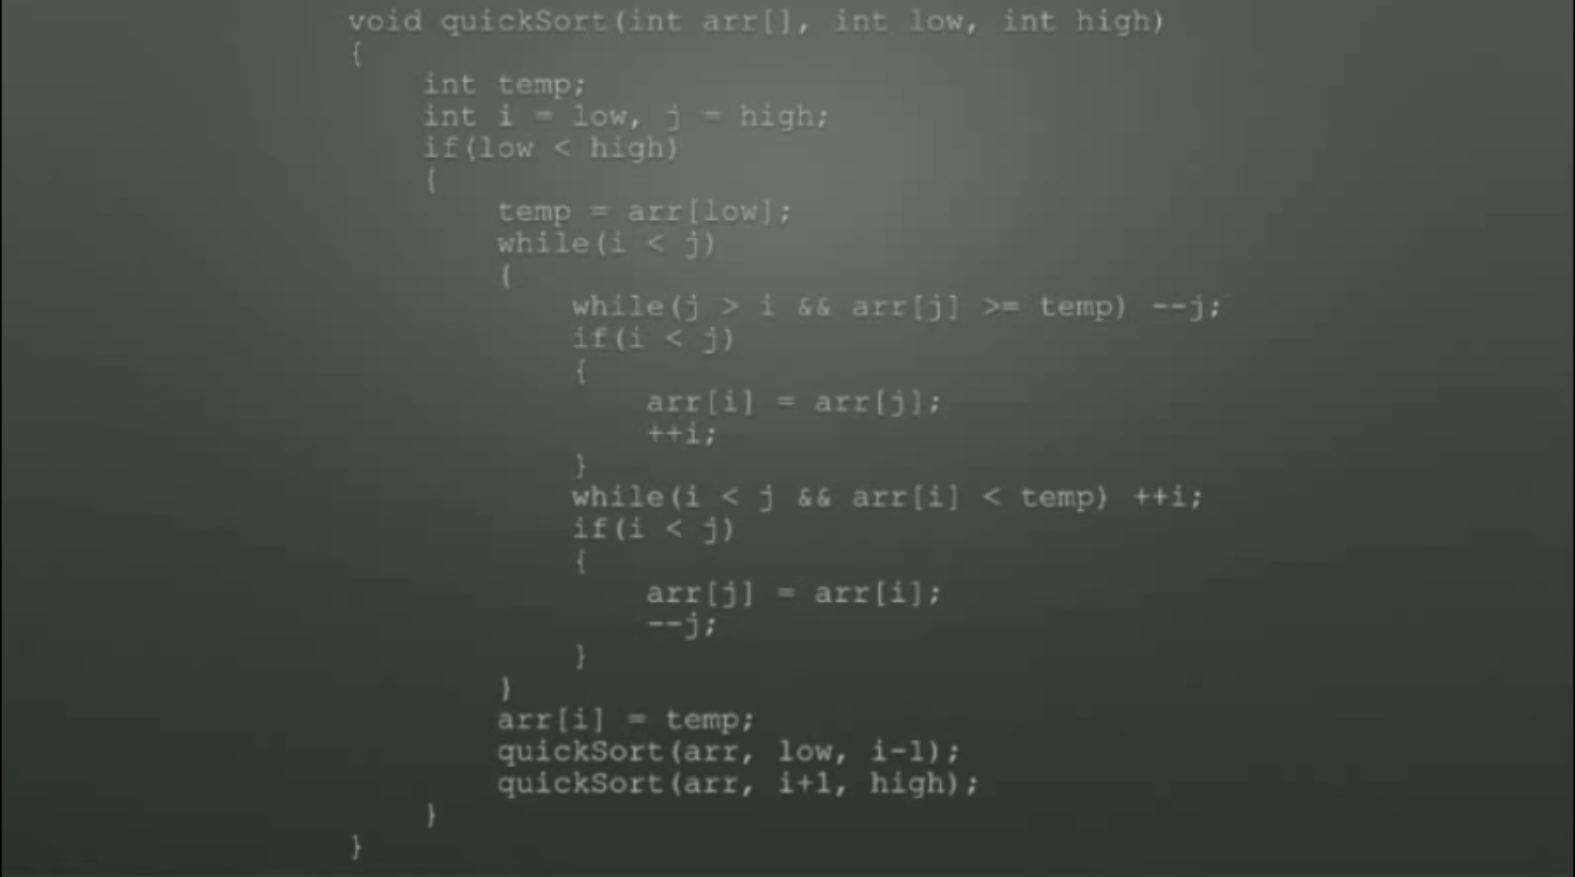 void quickSort(int arr[], int low, int high)
{
    int temp;
    int i = low, j = high;
    if(low < high)
    {
        temp = arr[low];
        while(i < j)
        {
            while(j > i && arr[j] >= temp) --j;
            if(i < j)
            {
                arr[i] = arr[j];
                ++i;
            }
            while(i < j && arr[i] < temp) ++i;
            if(i < j)
            {
                arr[j] = arr[i];
                --j;
            }
        }
        arr[i] = temp;
        quickSort(arr, low, i-1);
        quickSort(arr, i+1, high);
    }
}